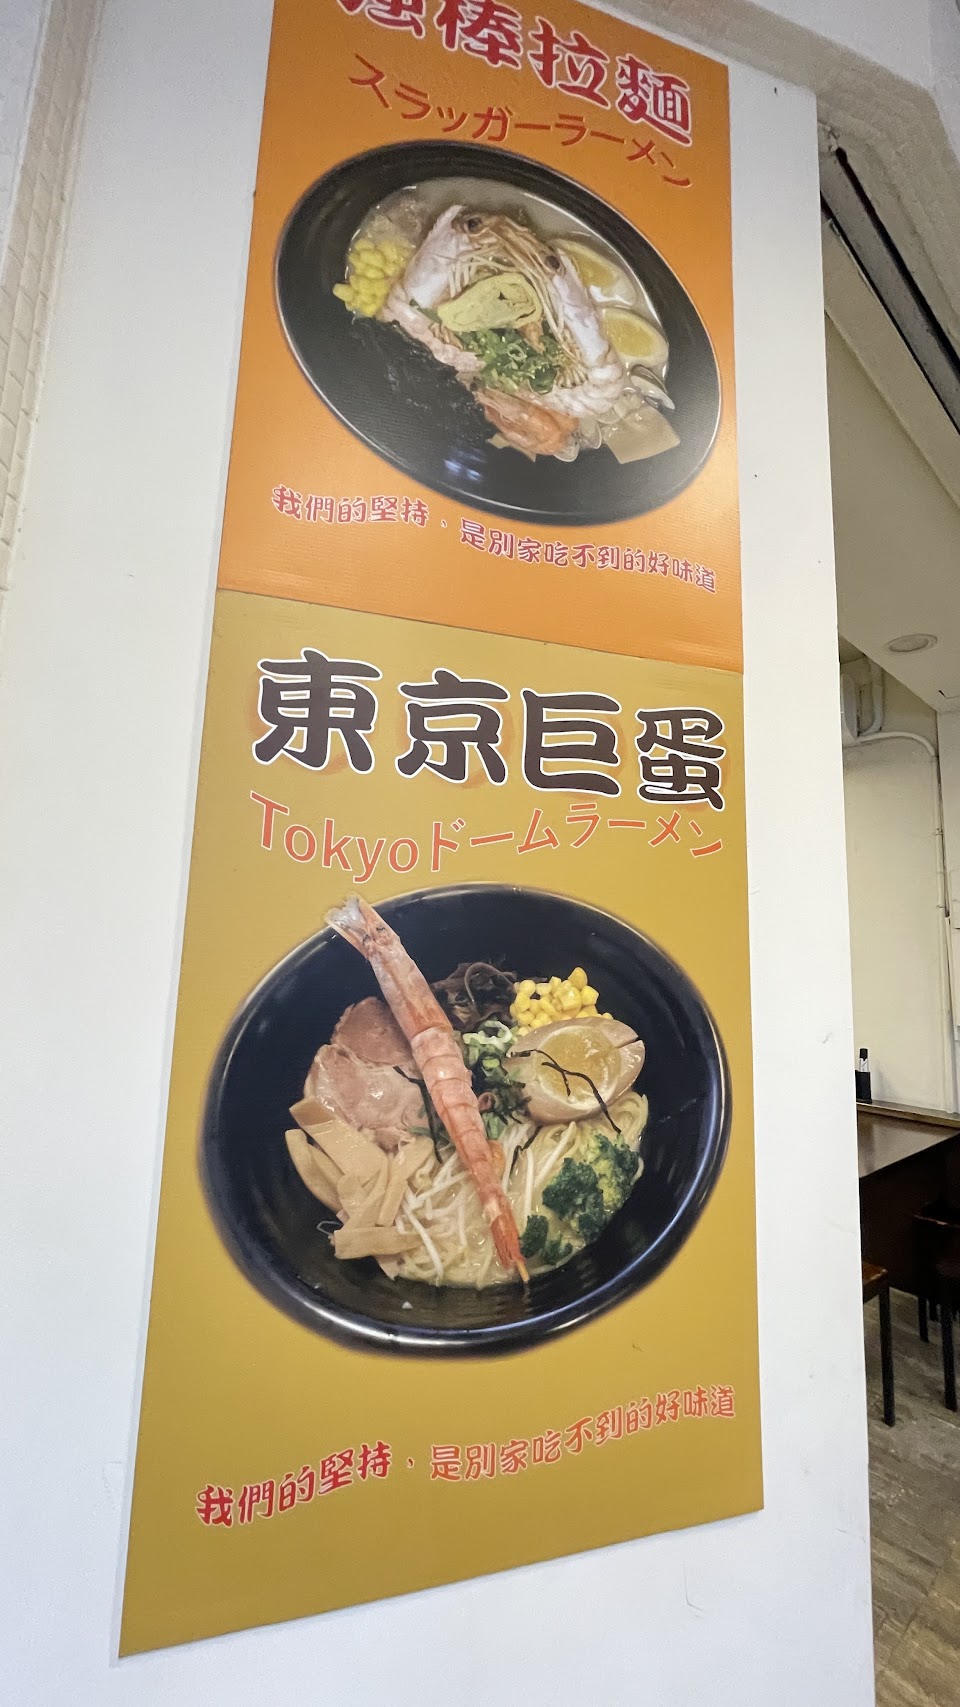 強棒拉麵
スラッガーラーメン
我們的堅持，是別家吃不到的好味道
東京巨蛋
Tokyoドームラーメン
我們的堅持，是別家吃不到的好味道